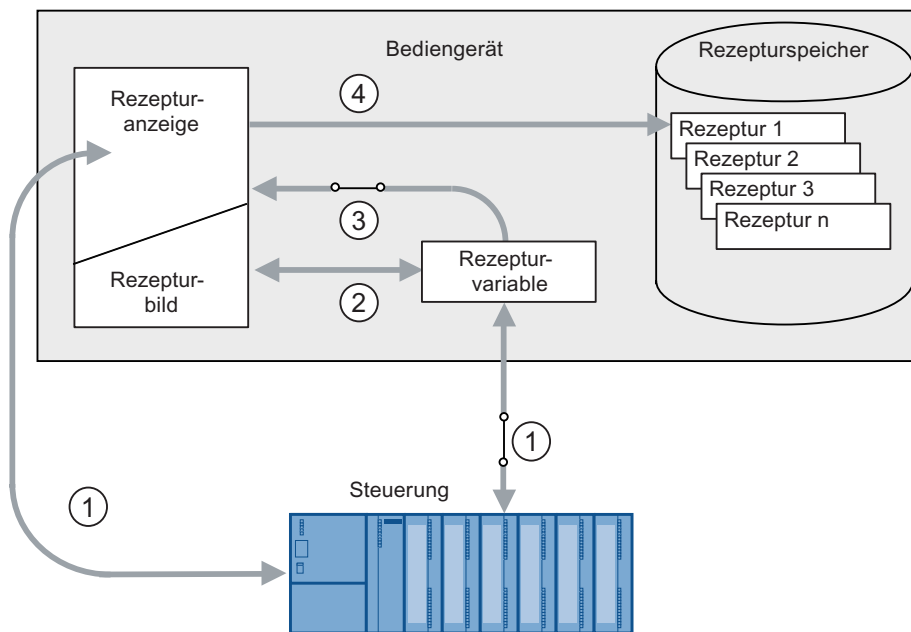 Bediengerät
Rezepturspeicher
Rezeptur-
anzeige
4
Rezeptur 1
Rezeptur 2
Rezeptur 3
Rezeptur n
3
Rezeptur-
variable
Rezeptur-
bild
2
1
Steuerung
1